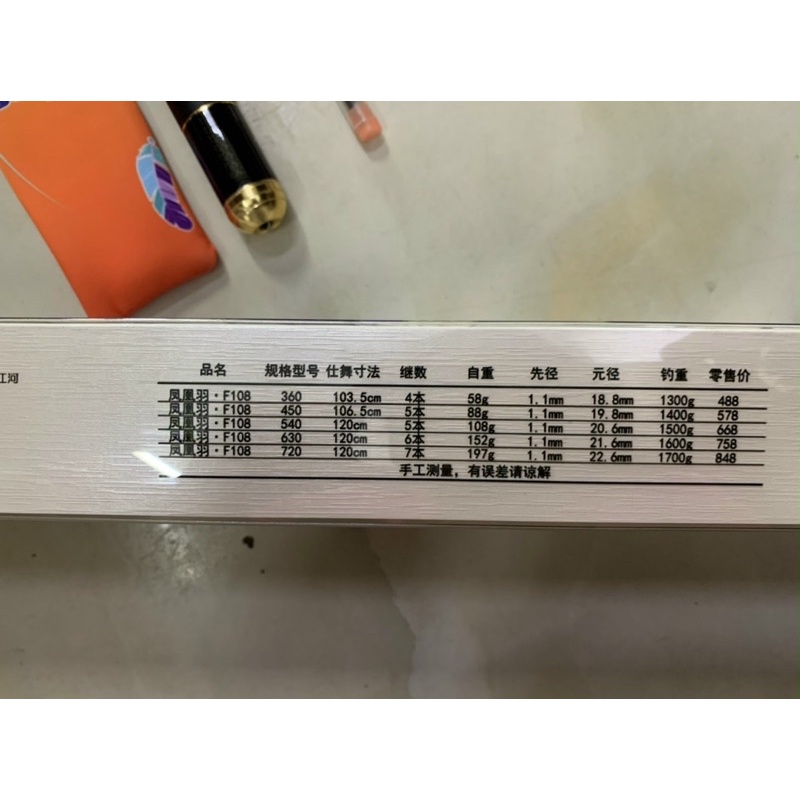 江河
品名 规格型号 仕舞寸法 继数 自重 先径 元径 钓重 零售价
凤凰羽·F108 360 103.5cm 4本 58g 1.1mm 18.8mm 1300g 488
凤凰羽·F108 450 106.5cm 5本 88g 1.1mm 19.8mm 1400g 578
凤凰羽·F108 540 120cm 5本 108g 1.1mm 20.6mm 1500g 668
凤凰羽·F108 630 120cm 6本 152g 1.1mm 21.6mm 1600g 758
凤凰羽·F108 720 120cm 7本 197g 1.1mm 22.6mm 1700g 848
手工测量，有误差请谅解